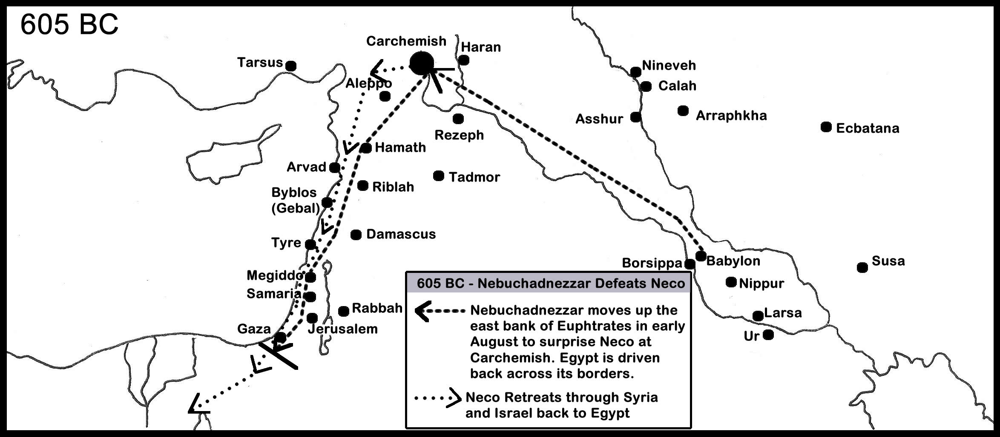 605 BC
Carchemish
Haran
Tarsus
Nineveh
Aleppo
Calah
Asshur
Arraphkha
Ecbatana
Rezeph
Hamath
Arvad
Tadmor
Riblah
Byblos
(Gebal)
Damascus
Tyre
Borsippa
Babylon
Susa
Megiddo
Samaria
Nippur
Rabbah
Larsa
Gaza
Jerusalem
Ur
605 BC - Nebuchadnezzar Defeats Neco
Nebuchadnezzar moves up the
east bank of Euphtrates in early
August to surprise Neco at
Carchemish. Egypt is driven
back across its borders.
Neco Retreats through Syria
and Israel back to Egypt